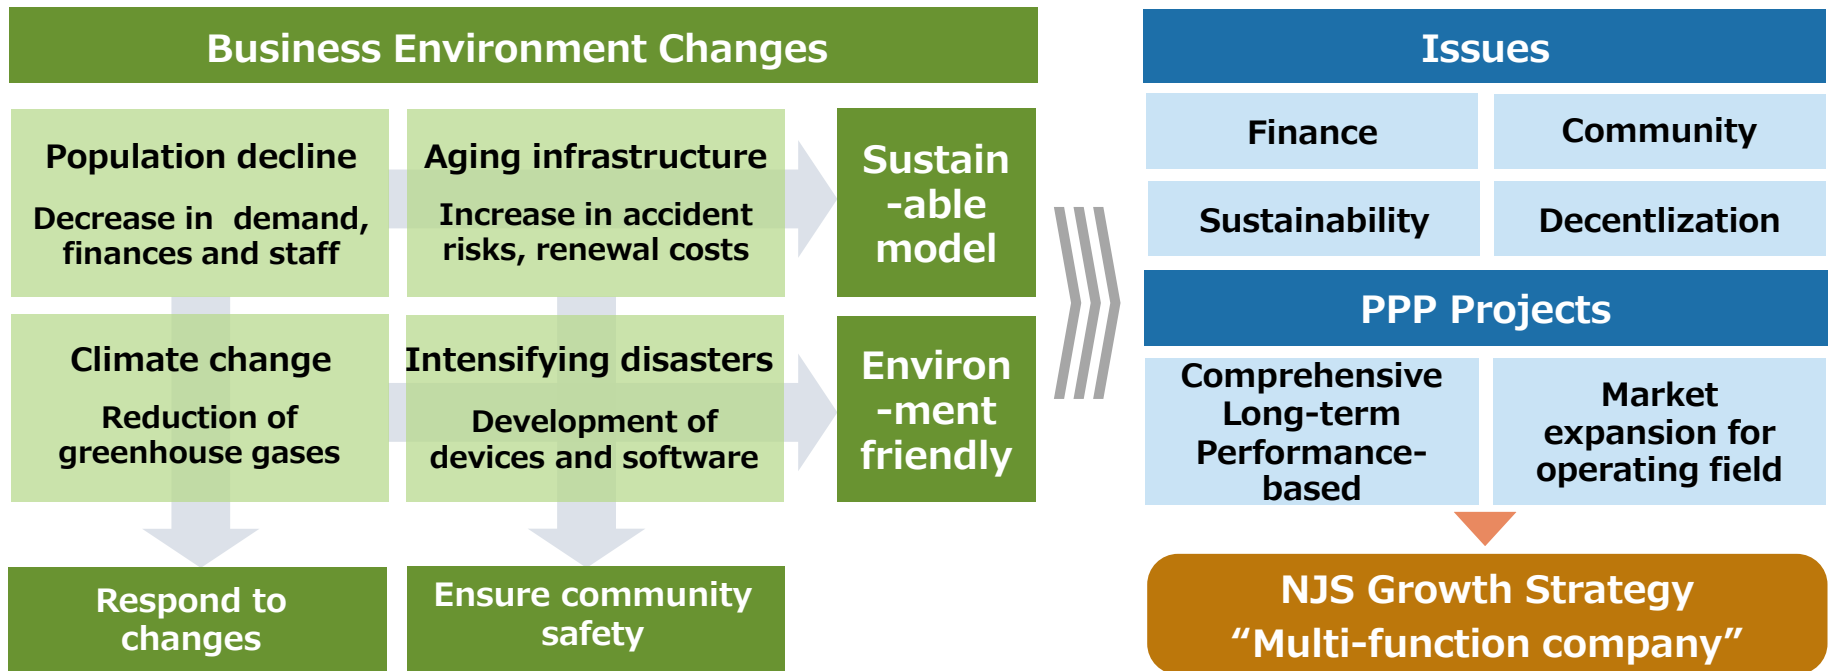 Business Environment Changes
Population decline
Decrease in demand,
finances and staff
Aging infrastructure
Increase in accident
risks, renewal costs
Sustain
-able
model
Climate change
Reduction of
greenhouse gases
Intensifying disasters
Development of
devices and software
Environ
-ment
friendly
Respond to
changes
Ensure community
safety
Issues
Finance
Community
Sustainability
Decentlization
PPP Projects
Comprehensive
Long-term
Performance-
based
Market
expansion for
operating field
NJS Growth Strategy
“Multi-function company”